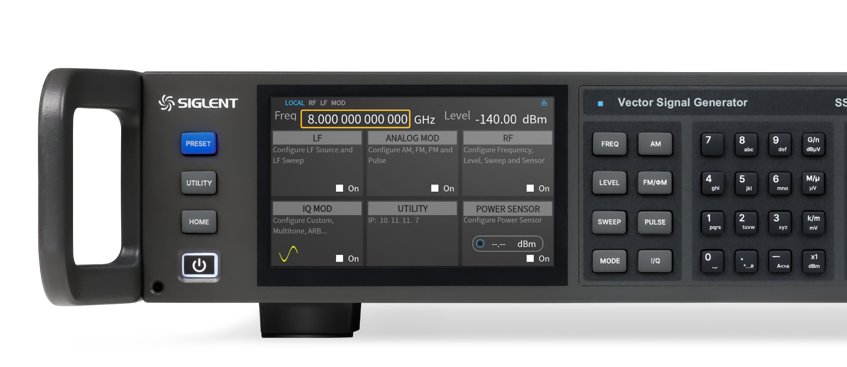 SIGLENT
Vector Signal Generator
SS
LOCAL RF LF MOD
Freq 8.000 000 000 000 GHz Level -140.00 dBm
LF ANALOG MOD RF
Configure LF Source and Configure AM, FM, PM and Configure Frequency,
LF Sweep Pulse Level, Sweep and Sensor
On On On
IQ MOD UTILITY POWER SENSOR
Configure Custom, IP: 10. 11. 11. 7 Configure Power Sensor
Multitone, ARB...
--.-- dBm
On On
PRESET
UTILITY
HOME
FREQ AM
LEVEL FM/ΦM
SWEEP PULSE
MODE I/Q
7 8 abc 9 def G/n dBµV
4 ghi 5 jkl 6 mno M/µ µV
1 pqrs 2 tuvw 3 xyz k/m mV
0 . *...# — A<>a x1 dBm